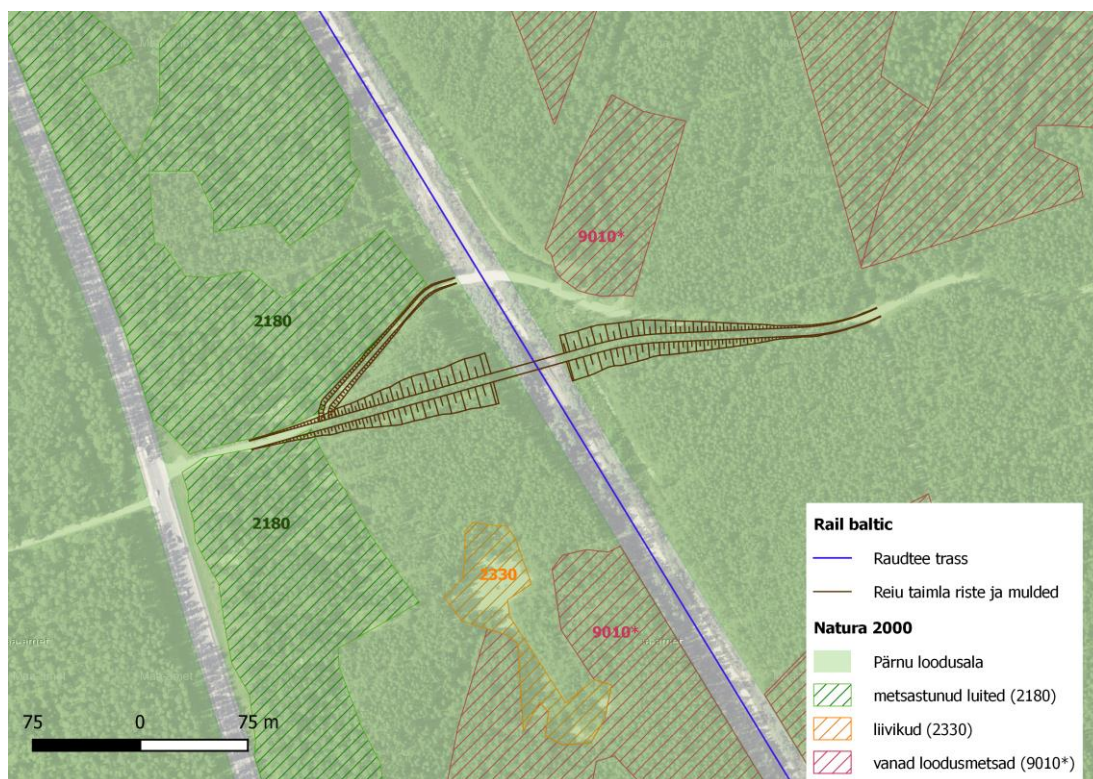 9010*
2180
2180
2330
9010*
Rail baltic
Raudtee trass
Reiu taimla riste ja mulded
Natura 2000
Pärnu loodusala
metsastunud luited (2180)
liivikud (2330)
vanad loodusmetsad (9010*)
75 0 75 m